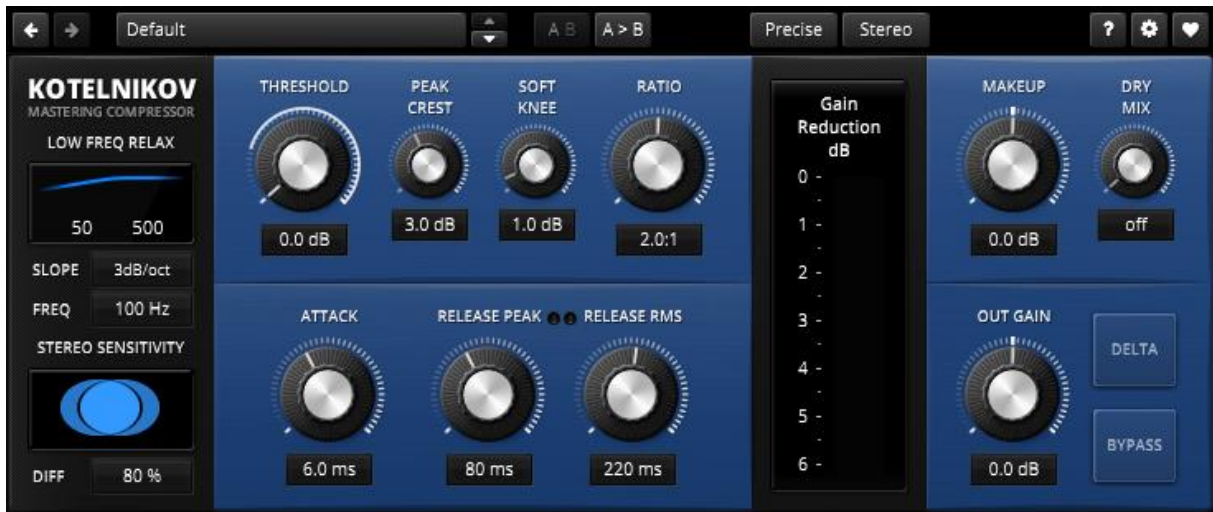 Default
A B
A > B
Precise
Stereo
?
KOTELNIKOV
MASTERING COMPRESSOR
LOW FREQ RELAX
50 500
SLOPE 3dB/oct
FREQ 100 Hz
STEREO SENSITIVITY
DIFF 80 %
THRESHOLD
0.0 dB
PEAK
CREST
3.0 dB
SOFT
KNEE
1.0 dB
RATIO
2.0:1
ATTACK
6.0 ms
RELEASE PEAK
80 ms
RELEASE RMS
220 ms
Gain
Reduction
dB
0 -
1 -
2 -
3 -
4 -
5 -
6 -
MAKEUP
0.0 dB
DRY
MIX
off
OUT GAIN
0.0 dB
DELTA
BYPASS